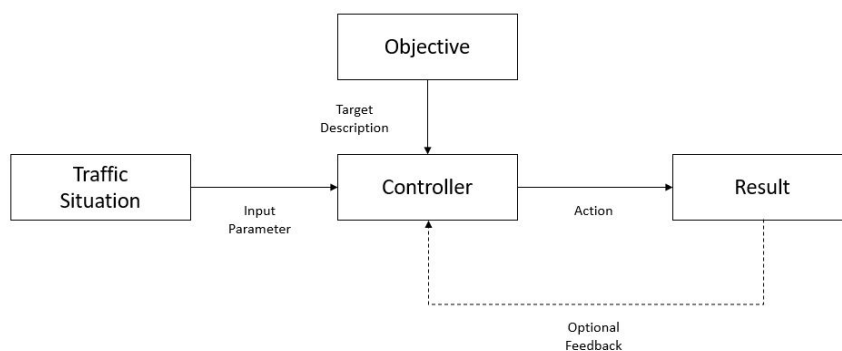 Objective
Target
Description
Traffic
Situation
Input
Parameter
Controller
Action
Result
Optional
Feedback